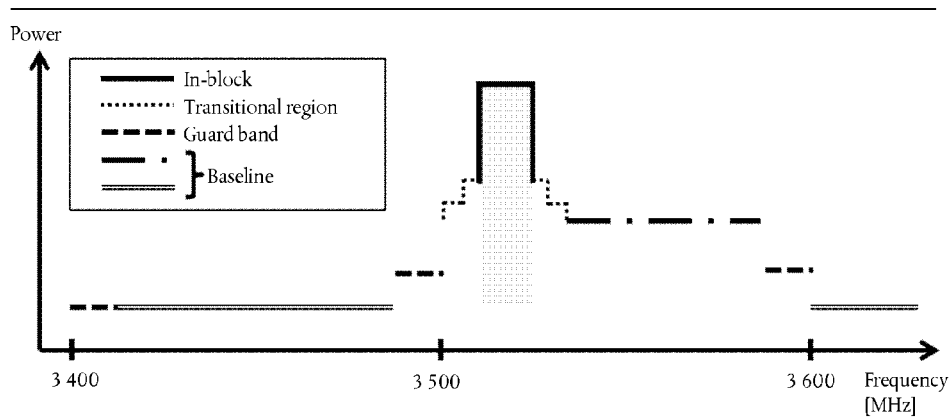 Power
In-block
Transitional region
Guard band
Baseline
3 400
3 500
3 600
Frequency
[MHz]